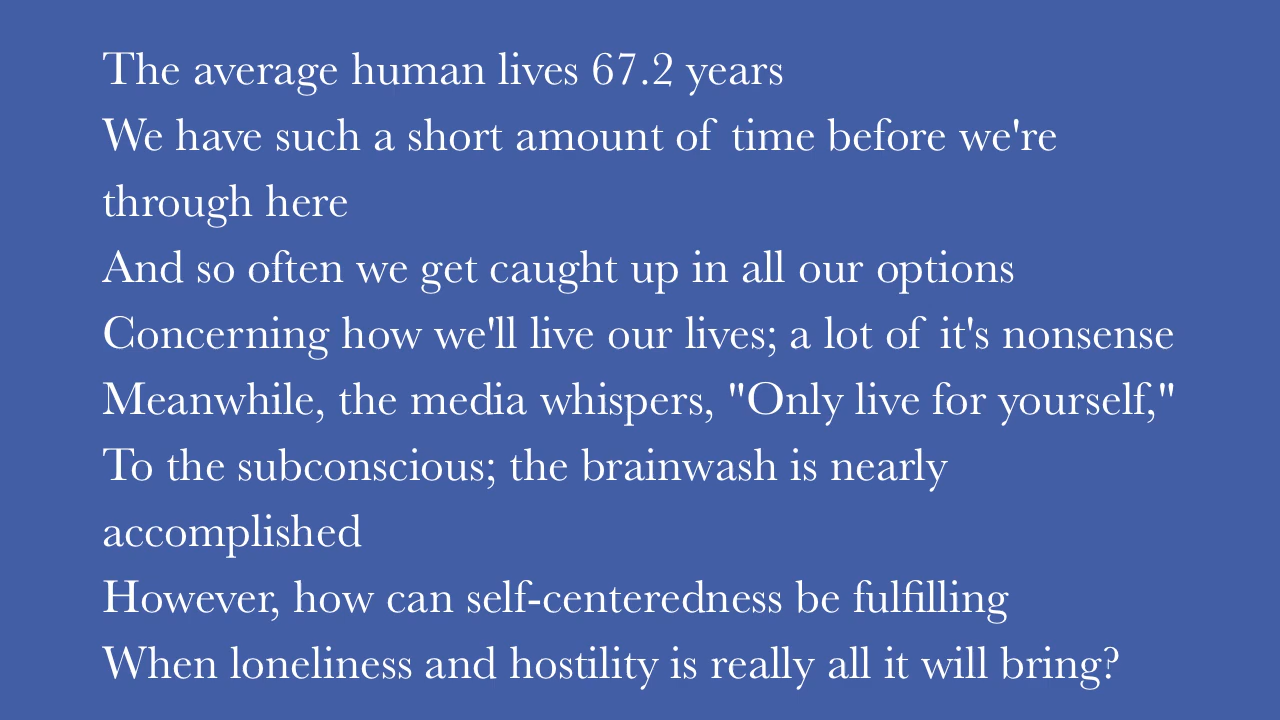 The average human lives 67.2 years
We have such a short amount of time before we're
through here
And so often we get caught up in all our options
Concerning how we'll live our lives; a lot of it's nonsense
Meanwhile, the media whispers, "Only live for yourself,"
To the subconscious; the brainwash is nearly
accomplished
However, how can self-centeredness be fulfilling
When loneliness and hostility is really all it will bring?